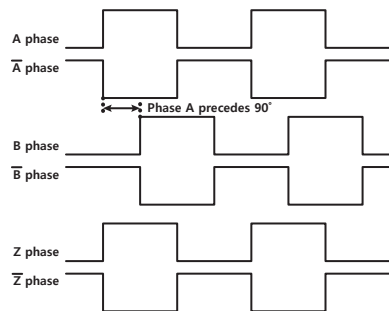 A phase
A̅ phase
Phase A precedes 90˚
B phase
B̅ phase
Z phase
Z̅ phase